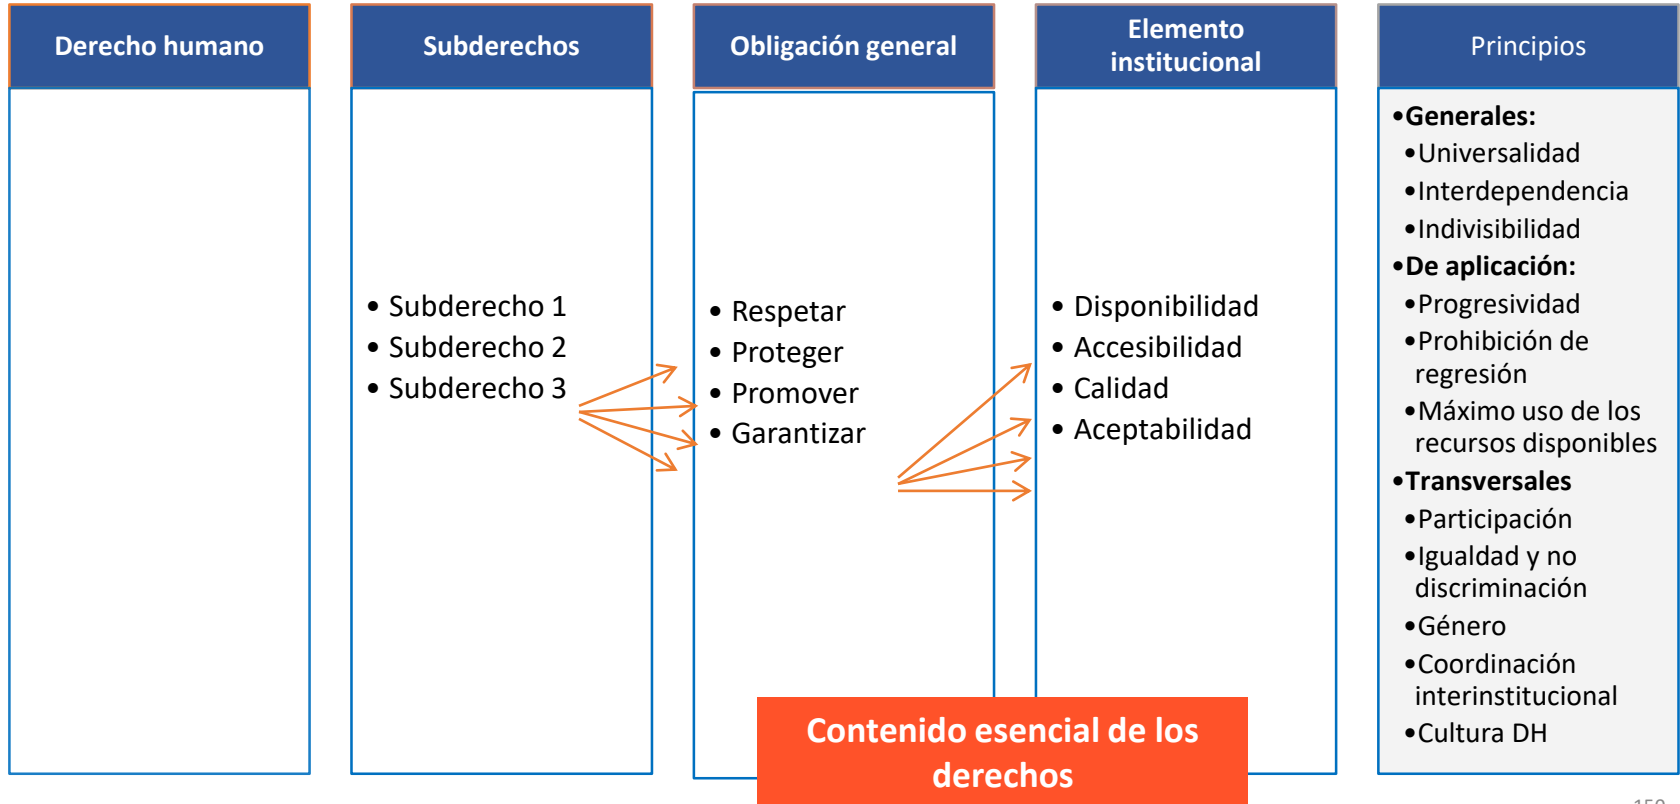 Derecho humano
Subderechos
• Subderecho 1
• Subderecho 2
• Subderecho 3
Obligación general
• Respetar
• Proteger
• Promover
• Garantizar
Elemento
institucional
• Disponibilidad
• Accesibilidad
• Calidad
• Aceptabilidad
Principios
•Generales:
•Universalidad
•Interdependencia
•Indivisibilidad
•De aplicación:
•Progresividad
•Prohibición de
regresión
•Máximo uso de los
recursos disponibles
•Transversales
•Participación
•Igualdad y no
discriminación
•Género
•Coordinación
interinstitucional
•Cultura DH
Contenido esencial de los
derechos